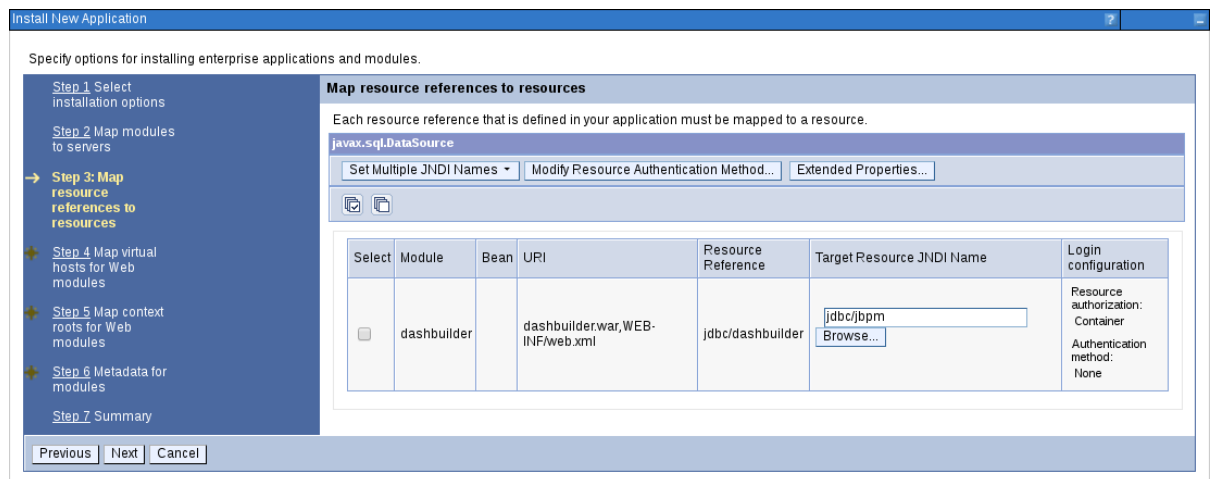 Install New Application
?
Specify options for installing enterprise applications and modules.
Step 1 Select
installation options
Step 2 Map modules
to servers
Step 3: Map
resource
references to
resources
Step 4 Map virtual
hosts for Web
modules
Step 5 Map context
roots for Web
modules
Step 6 Metadata for
modules
Step 7 Summary
Map resource references to resources
Each resource reference that is defined in your application must be mapped to a resource.
javax.sql.DataSource
Set Multiple JNDI Names Modify Resource Authentication Method... Extended Properties...
Select Module Bean URI Resource
Reference Target Resource JNDI Name Login
configuration
dashbuilder dashbuilder.war,WEB-
INF/web.xml jdbc/dashbuilder jdbc/jbpm
Browse...
Resource
authorization:
Container
Authentication
method:
None
Previous Next Cancel